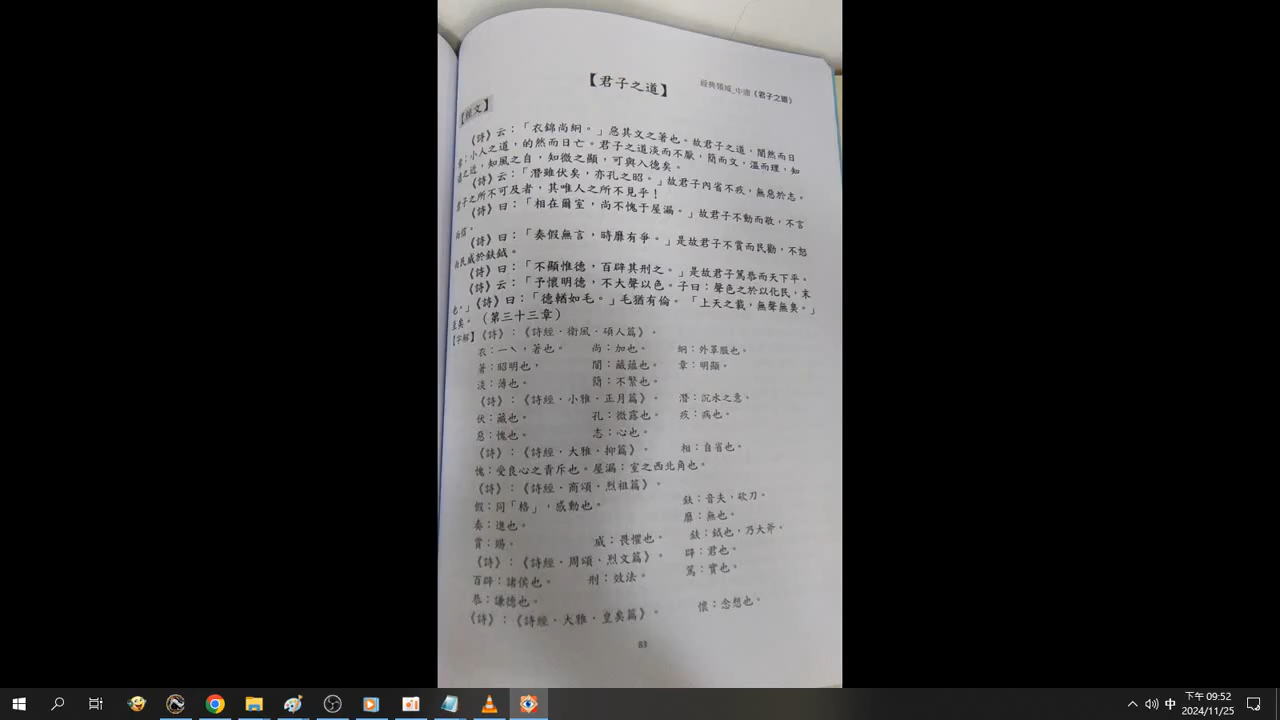 經典領域_中庸《君子之道》
【君子之道】
【經文】
《詩》云：「衣錦尚絅。」惡其文之著也。故君子之道，闇然而日
章；小人之道，的然而日亡。君子之道淡而不厭，簡而文，溫而理，知
遠之近，知風之自，知微之顯，可與入德矣。
《詩》云：「潛雖伏矣，亦孔之昭。」故君子內省不疚，無惡於志。
君子之所不可及者，其唯人之所不見乎！
《詩》曰：「相在爾室，尚不愧于屋漏。」故君子不動而敬，不言
而信。
《詩》曰：「奏假無言，時靡有爭。」是故君子不賞而民勸，不怒
而民威於鈇鉞。
《詩》曰：「不顯惟德，百辟其刑之。」是故君子篤恭而天下平。
《詩》云：「予懷明德，不大聲以色。子曰：聲色之於以化民，末
也。」《詩》曰：「德輶如毛。」毛猶有倫。「上天之載，無聲無臭。」
至矣。（第三十三章）
【字解】《詩》：《詩經．衛風．碩人篇》。
衣：ㄧˋ，著也。 尚：加也。 絅：外罩服也。
著：昭明也， 闇：藏蘊也。 章：明顯。
淡：薄也。 簡：不繁也。
《詩》：《詩經．小雅．正月篇》。 潛：沉水之意。
伏：藏也。 孔：微露也。 疚：病也。
惡：愧也。 志：心也。
《詩》：《詩經．大雅．抑篇》。 相：自省也。
愧：受良心之責斥也。屋漏：室之西北角也。
《詩》：《詩經．商頌．烈祖篇》。
假：同「格」，感動也。 鈇：音夫，砍刀。
奏：進也。 靡：無也。
賞：賜。 威：畏懼也。 鈇：鉞也，乃大斧。
《詩》：《詩經．周頌．烈文篇》。 辟：君也。
百辟：諸侯也。 刑：效法。 篤：實也。
恭：謙德也。
《詩》：《詩經．大雅．皇矣篇》。 懷：念想也。
83
中
下午 09:52
2024/11/25